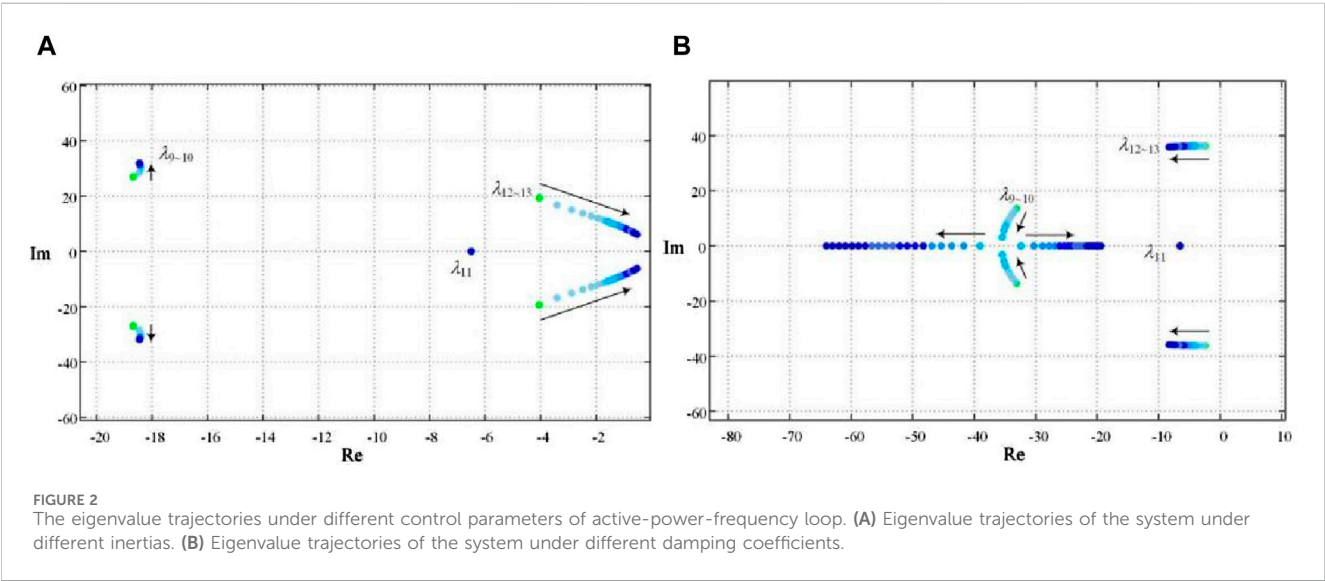 A
B
60
40
20
0
-20
-40
-60
Im
λ9~10
λ12~13
λ11
-20 -18 -16 -14 -12 -10 -8 -6 -4 -2
Re
60
40
20
0
-20
-40
-60
Im
λ12~13
λ9~10
λ11
-80 -70 -60 -50 -40 -30 -20 -10 0 10
Re
FIGURE 2
The eigenvalue trajectories under different control parameters of active-power-frequency loop. (A) Eigenvalue trajectories of the system under
different inertias. (B) Eigenvalue trajectories of the system under different damping coefficients.